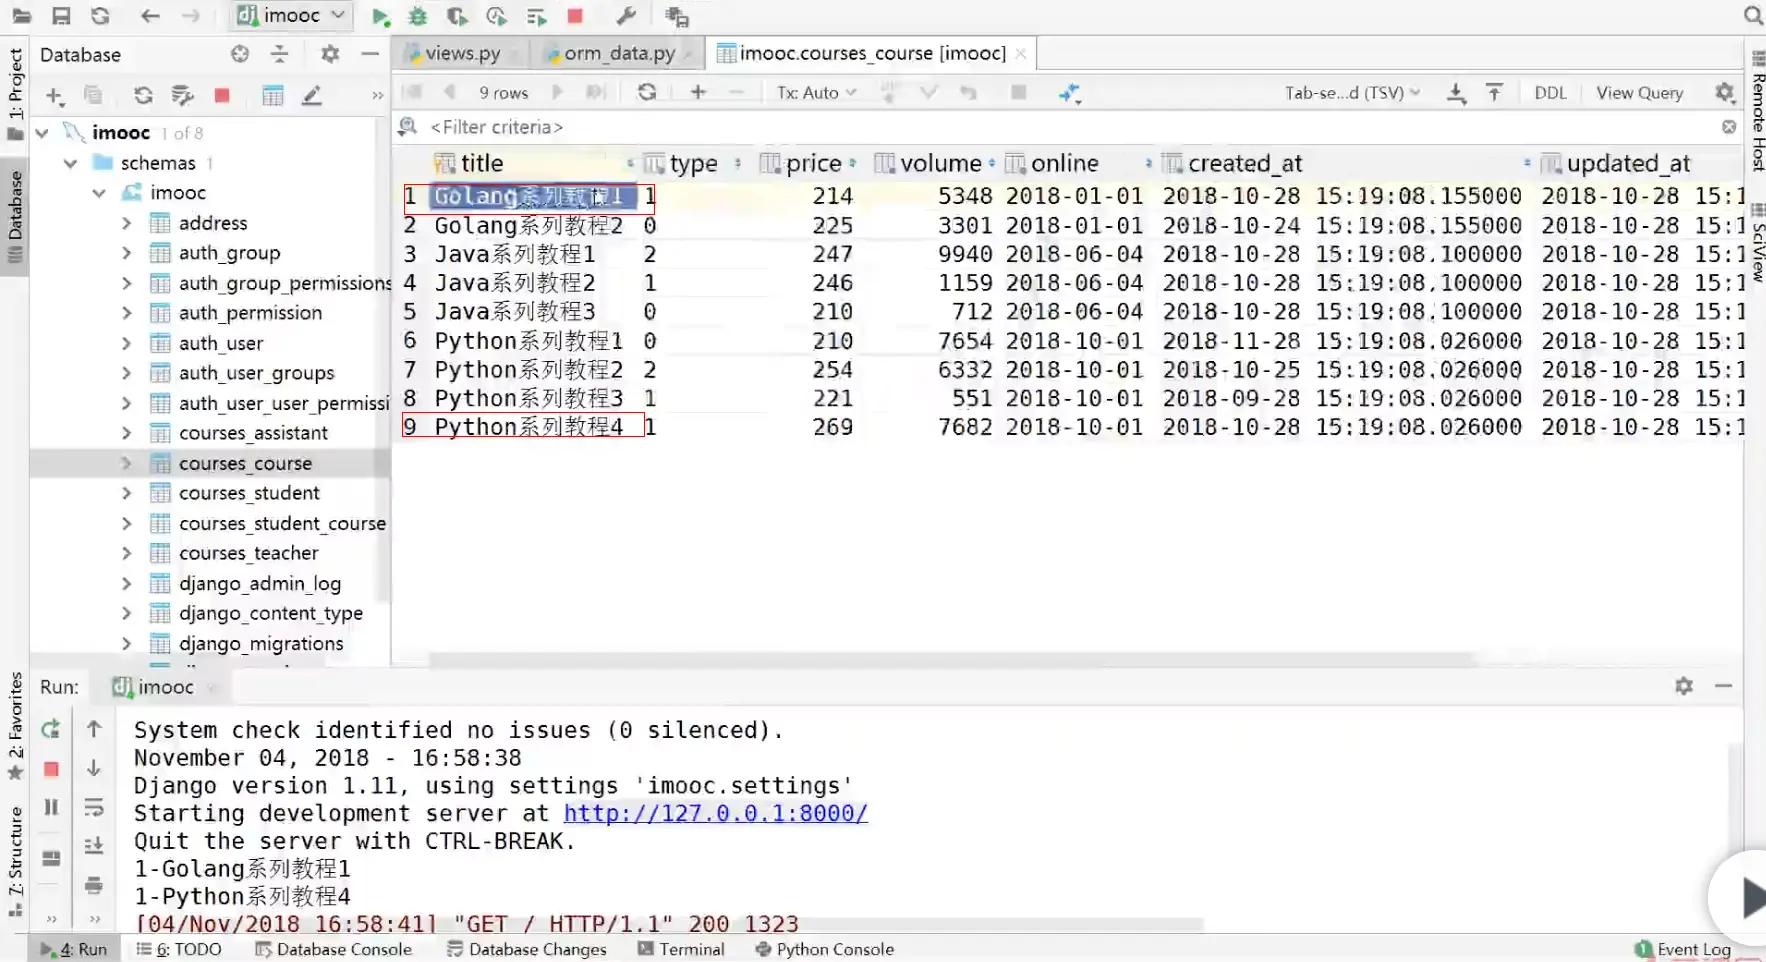 imooc
1: Project
Database
views.py
orm_data.py
imooc.courses_course [imooc]
9 rows
Tx: Auto
Tab-se...d (TSV)
DDL
View Query
Remote Host
imooc 1 of 8
<Filter criteria>
schemas 1
title type price volume online created_at updated_at
imooc
1 Golang系列教程1 1 214 5348 2018-01-01 2018-10-28 15:19:08.155000 2018-10-28 15:1
2 Golang系列教程2 0 225 3301 2018-01-01 2018-10-24 15:19:08.155000 2018-10-28 15:1
3 Java系列教程1 2 247 9940 2018-06-04 2018-10-28 15:19:08.100000 2018-10-28 15:1
4 Java系列教程2 1 246 1159 2018-06-04 2018-10-28 15:19:08.100000 2018-10-28 15:1
5 Java系列教程3 0 210 712 2018-06-04 2018-10-28 15:19:08.100000 2018-10-28 15:1
6 Python系列教程1 0 210 7654 2018-10-01 2018-11-28 15:19:08.026000 2018-10-28 15:1
7 Python系列教程2 2 254 6332 2018-10-01 2018-10-25 15:19:08.026000 2018-10-28 15:1
8 Python系列教程3 1 221 551 2018-10-01 2018-09-28 15:19:08.026000 2018-10-28 15:1
9 Python系列教程4 1 269 7682 2018-10-01 2018-10-28 15:19:08.026000 2018-10-28 15:1
Database
SciView
address
auth_group
auth_group_permissions
auth_permission
auth_user
auth_user_groups
auth_user_user_permissi
courses_assistant
courses_course
courses_student
courses_student_course
courses_teacher
django_admin_log
django_content_type
django_migrations
Run: imooc
2: Favorites
7: Structure
System check identified no issues (0 silenced).
November 04, 2018 - 16:58:38
Django version 1.11, using settings 'imooc.settings'
Starting development server at http://127.0.0.1:8000/
Quit the server with CTRL-BREAK.
1-Golang系列教程1
1-Python系列教程4
[04/Nov/2018 16:58:41] "GET / HTTP/1.1" 200 1323
4: Run
6: TODO
Database Console
Database Changes
Terminal
Python Console
1 Event Log